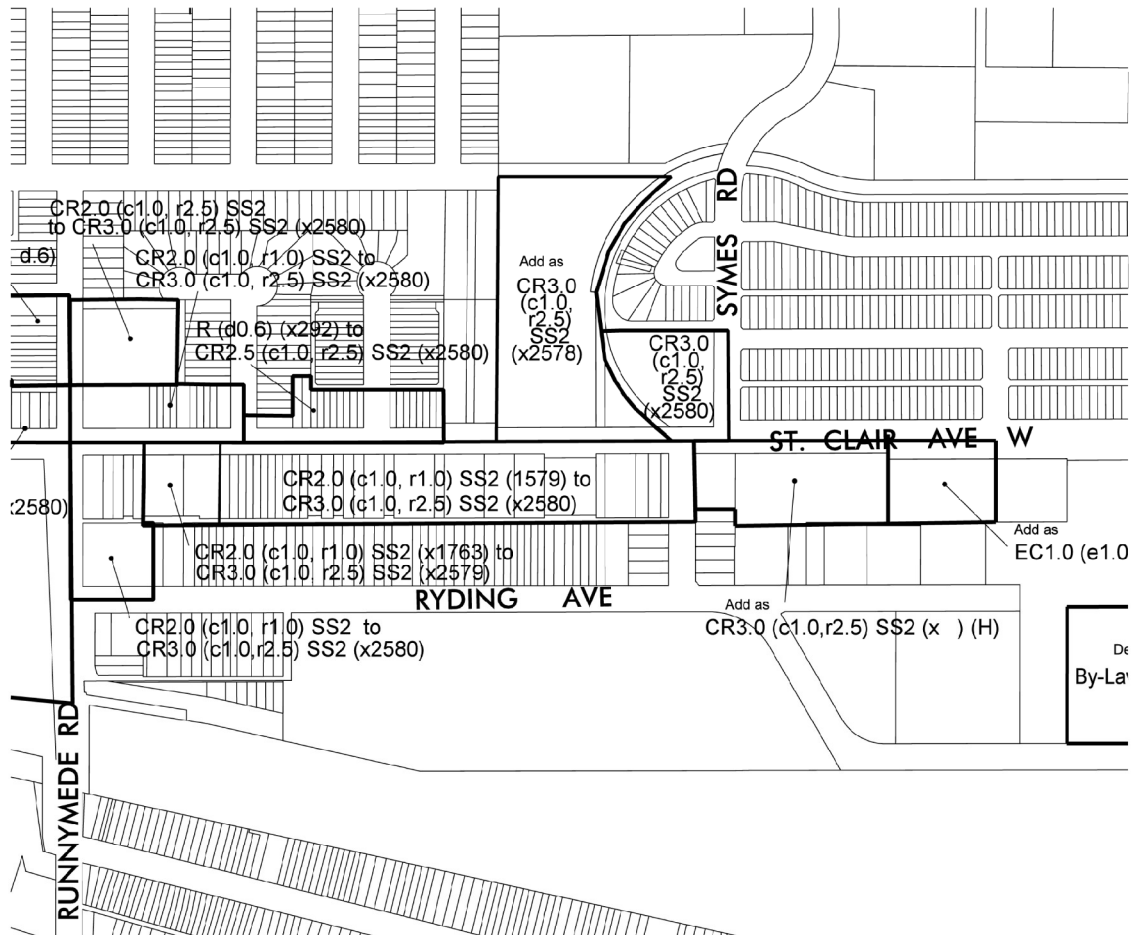 CR2.0 (c1.0, r2.5) SS2
to CR3.0 (c1.0, r2.5) SS2 (x2580)
d.6)
CR2.0 (c1.0, r1.0) SS2 to
CR3.0 (c1.0, r2.5) SS2 (x2580)
R (d0.6) (x292) to
CR2.5 (c1.0, r2.5) SS2 (x2580)
Add as
CR3.0
(c1.0,
r2.5)
SS2
(x2578)
SYMES RD
CR3.0
(c1.0,
r2.5)
SS2
(x2580)
ST. CLAIR AVE W
x2580)
CR2.0 (c1.0, r1.0) SS2 (1579) to
CR3.0 (c1.0, r2.5) SS2 (x2580)
CR2.0 (c1.0, r1.0) SS2 (x1763) to
CR3.0 (c1.0, r2.5) SS2 (x2579)
Add as
EC1.0 (e1.0
RYDING AVE
Add as
CR3.0 (c1.0,r2.5) SS2 (x ) (H)
CR2.0 (c1.0, r1.0) SS2 to
CR3.0 (c1.0,r2.5) SS2 (x2580)
De
By-Lav
RUNNYMEDE RD